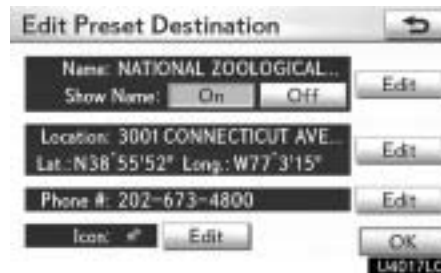 Edit Preset Destination
Name: NATIONAL ZOOLOGICAL...
Edit
Show Name: On Off
Location: 3001 CONNECTICUT AVE...
Edit
Lat.:N38°55'52" Long.:W77°3'15"
Phone #: 202-673-4800 Edit
Icon: Edit
OK